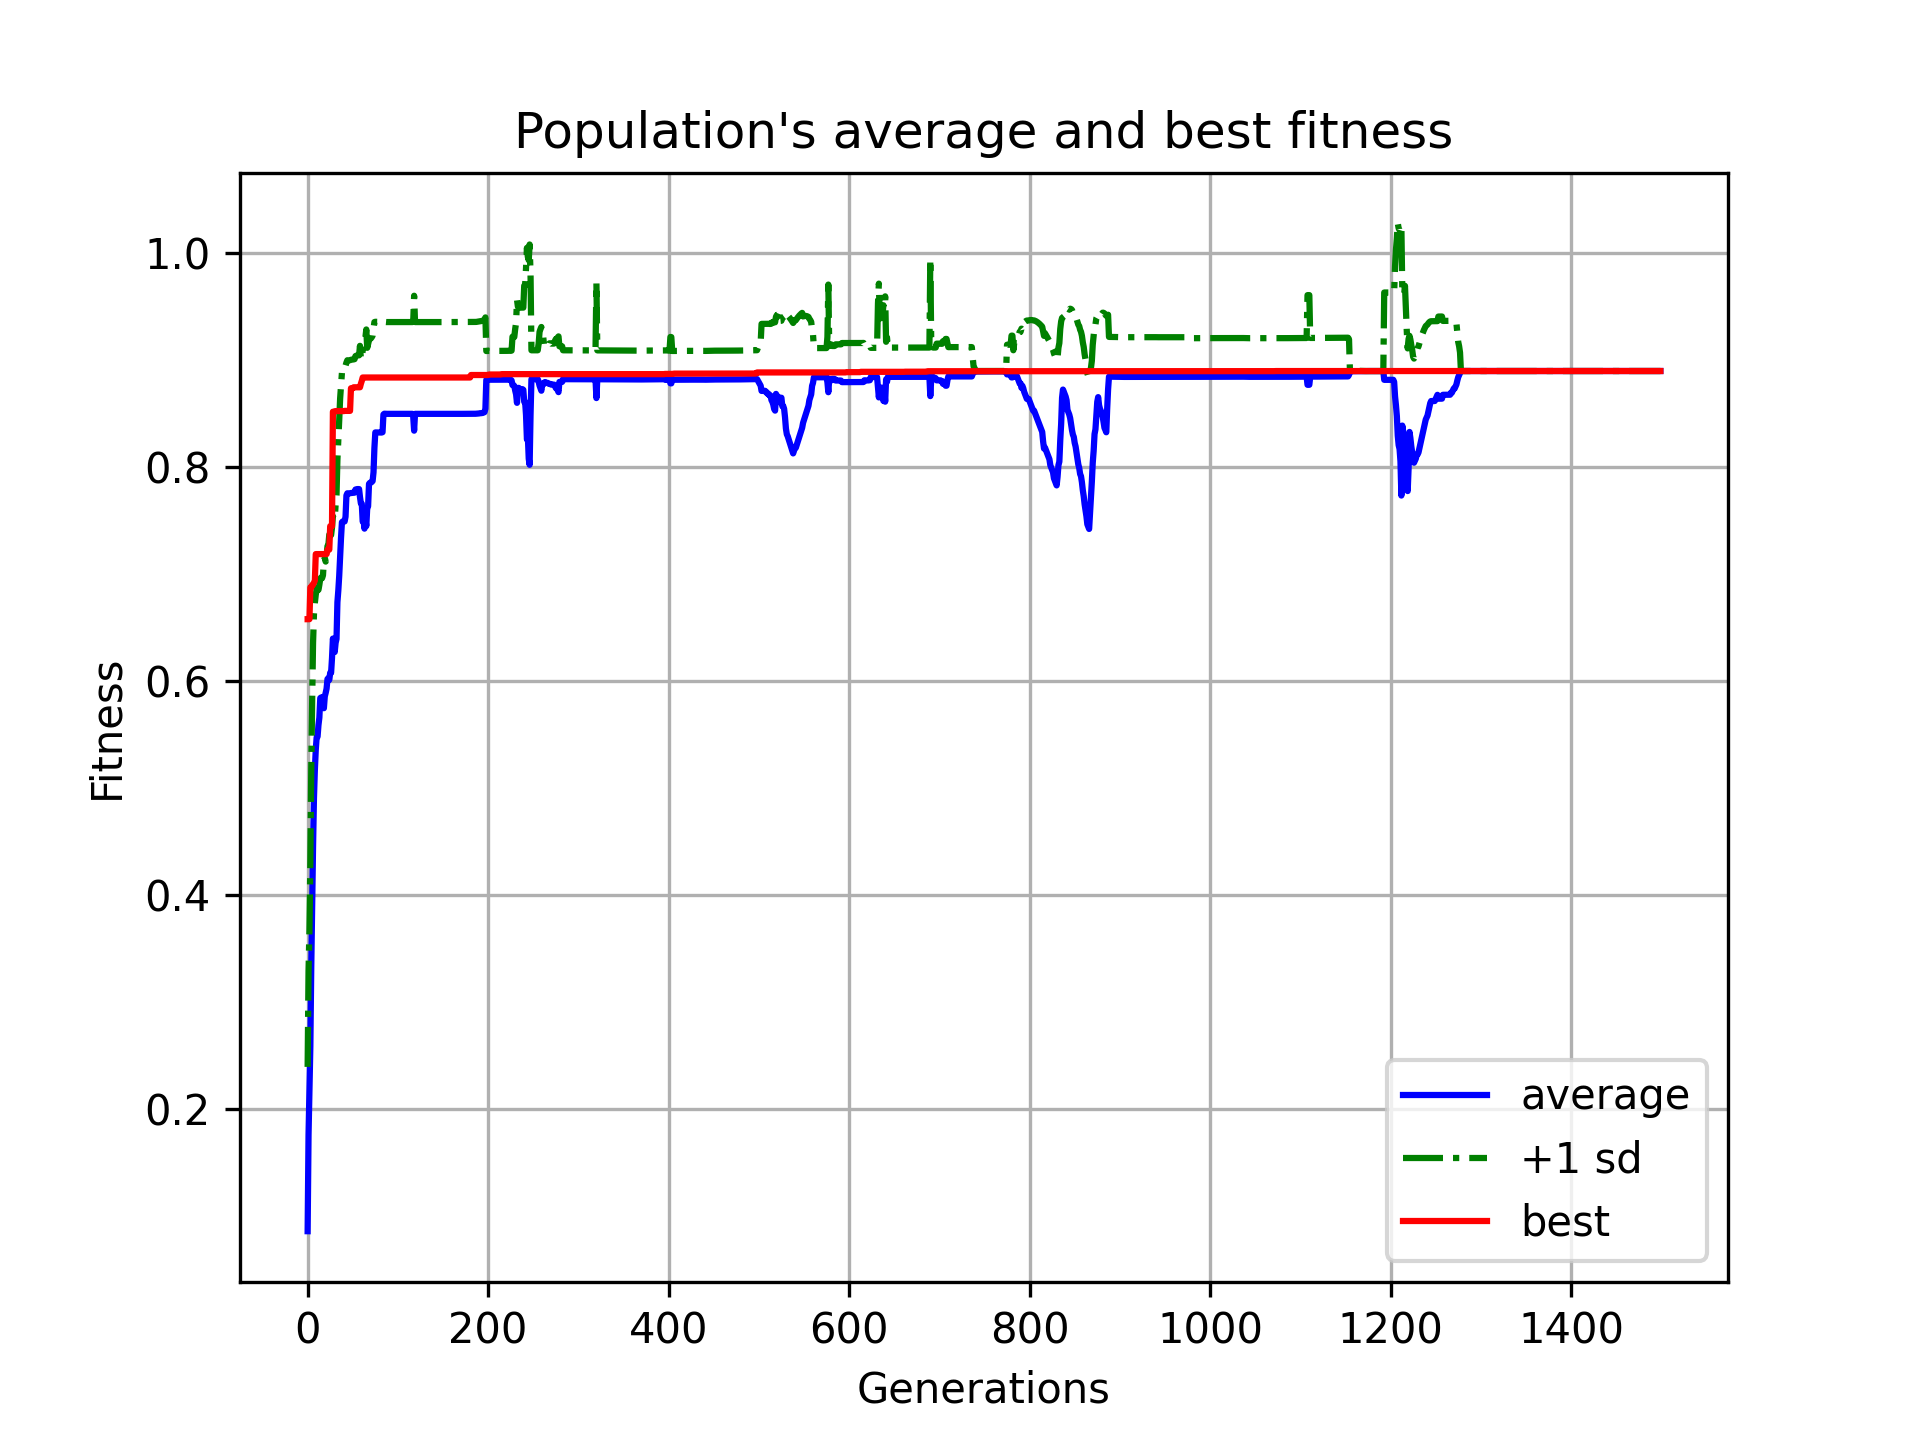 Population's average and best fitness
1.0
0.8
0.6
0.4
0.2
Fitness
0 200 400 600 800 1000 1200 1400
Generations
average
+1 sd
best